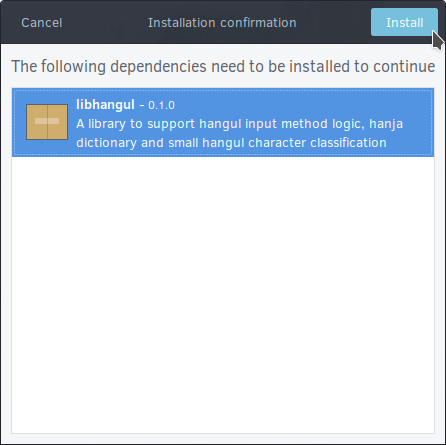 Cancel Installation confirmation Install
The following dependencies need to be installed to continue
libhangul - 0.1.0
A library to support hangul input method logic, hanja
dictionary and small hangul character classification